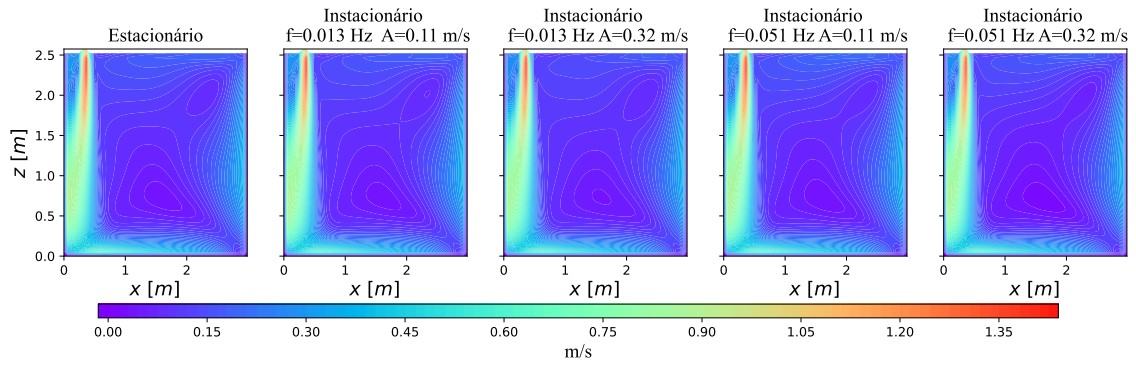 Estacionário
Instacionário
f=0.013 Hz  A=0.11 m/s
Instacionário
f=0.013 Hz A=0.32 m/s
Instacionário
f=0.051 Hz A=0.11 m/s
Instacionário
f=0.051 Hz A=0.32 m/s
z [m]
2.5
2.0
1.5
1.0
0.5
0.0
0 1 2
0 1 2
0 1 2
0 1 2
0 1 2
x [m]
x [m]
x [m]
x [m]
x [m]
0.00 0.15 0.30 0.45 0.60 0.75 0.90 1.05 1.20 1.35
m/s